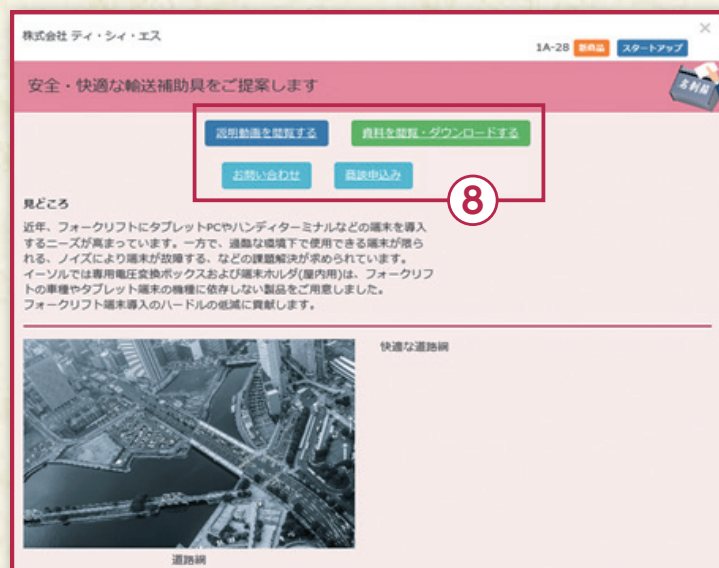 株式会社 ティ・シィ・エス
×
1A-28 新商品 スタートアップ
安全・快適な輸送補助具をご提案します
名刺箱
説明動画を閲覧する 資料を閲覧・ダウンロードする
お問い合わせ 商談申込み
8
見どころ
近年、フォークリフトにタブレットPCやハンディターミナルなどの端末を導入
するニーズが高まっています。一方で、過酷な環境下で使用できる端末が限ら
れる、ノイズにより端末が故障する、などの課題解決が求められています。
イーソルでは専用電圧変換ボックスおよび端末ホルダ(屋内用)は、フォークリフ
トの車種やタブレット端末の機種に依存しない製品をご用意しました。
フォークリフト端末導入のハードルの低減に貢献します。
快適な道路網
道路網